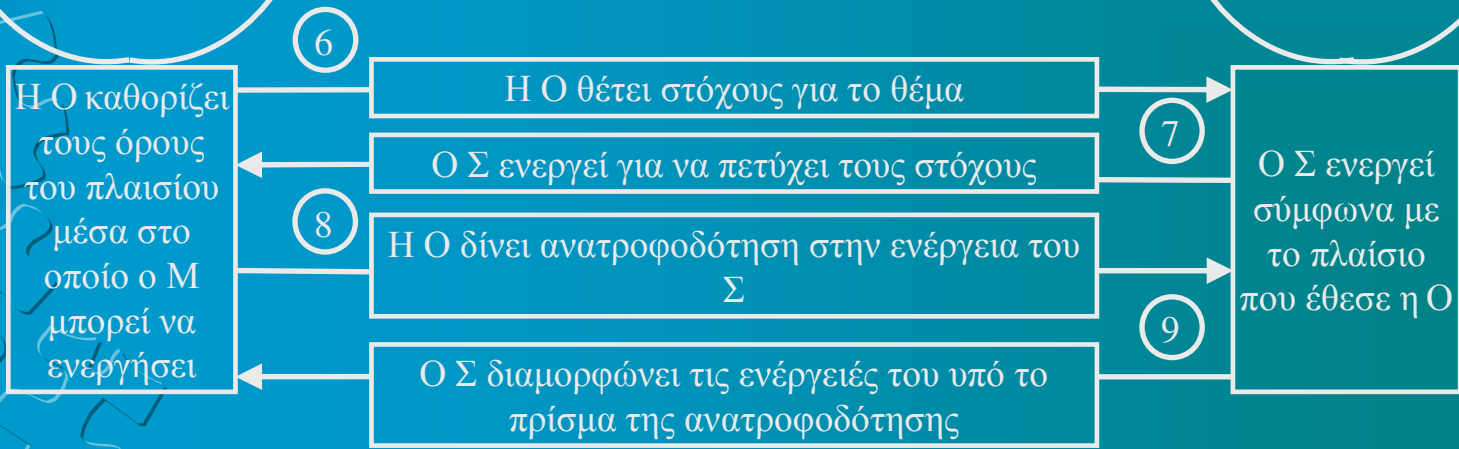 6
Η Ο θέτει στόχους για το θέμα
7
Ο Σ ενεργεί για να πετύχει τους στόχους
8
Η Ο δίνει ανατροφοδότηση στην ενέργεια του
Σ
9
Ο Σ διαμορφώνει τις ενέργειές του υπό το
πρίσμα της ανατροφοδότησης
Η Ο καθορίζει
τους όρους
του πλαισίου
μέσα στο
οποίο ο Μ
μπορεί να
ενεργήσει
Ο Σ ενεργεί
σύμφωνα με
το πλαίσιο
που έθεσε η Ο